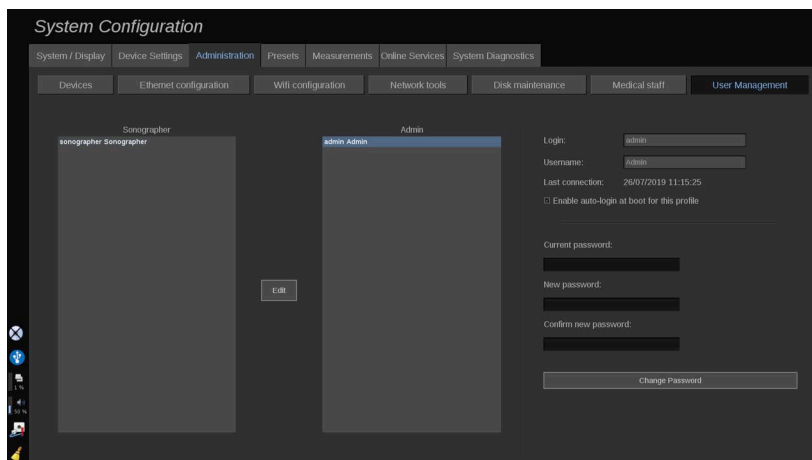 System Configuration
System / Display Device Settings Administration Presets Measurements Online Services System Diagnostics
Devices Ethernet configuration Wifi configuration Network tools Disk maintenance Medical staff User Management
Sonographer Admin
sonographer Sonographer admin Admin
Login: admin
Username: Admin
Last connection: 26/07/2019 11:15:25
Enable auto-login at boot for this profile
Current password:
Edit
New password:
Confirm new password:
Change Password
1 %
50 %